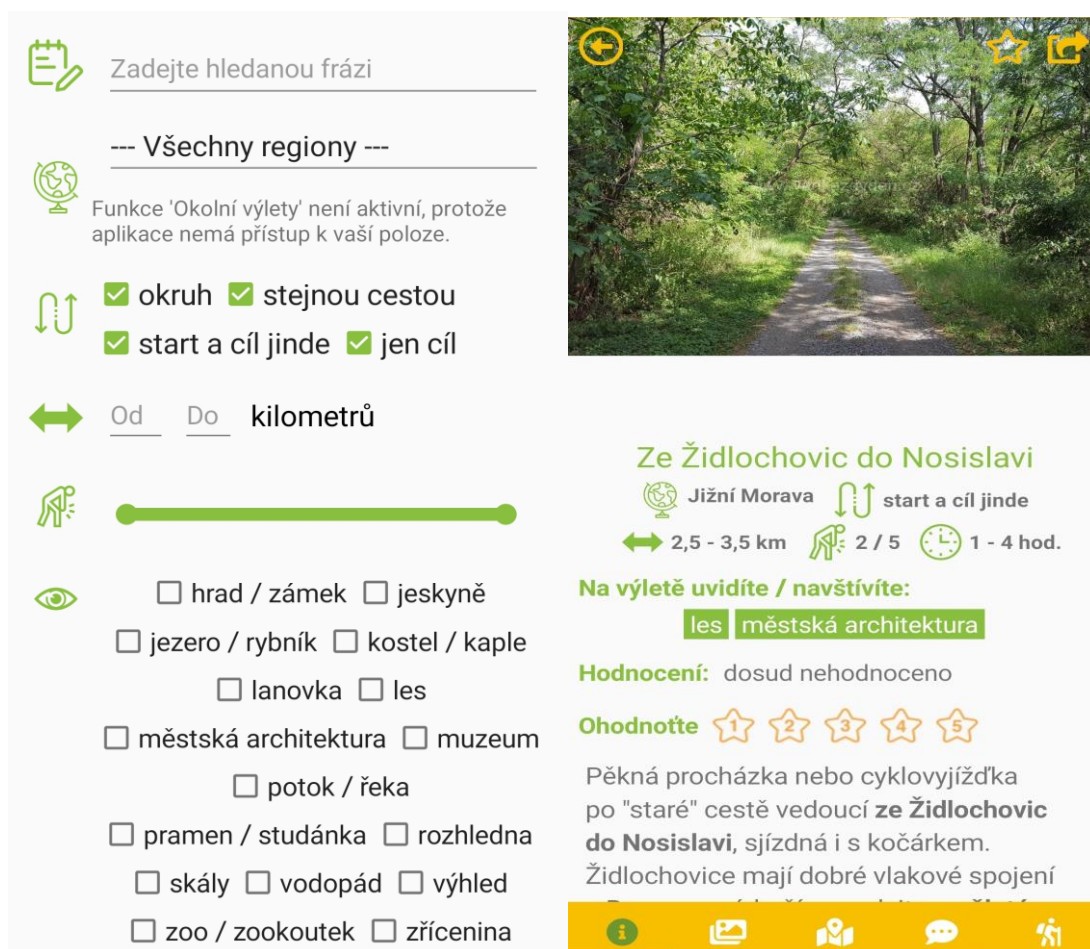 Zadejte hledanou frázi
--- Všechny regiony ---
Funkce 'Okolní výlety' není aktivní, protože
aplikace nemá přístup k vaší poloze.
okruh stejnou cestou
start a cíl jinde jen cíl
Od Do kilometrů
hrad / zámek jeskyně
jezero / rybník kostel / kaple
lanovka les
městská architektura muzeum
potok / řeka
pramen / studánka rozhledna
skály vodopád výhled
zoo / zookoutek zřícenina
Ze Židlochovic do Nosislavi
Jižní Morava start a cíl jinde
2,5 - 3,5 km 2 / 5 1 - 4 hod.
Na výletě uvidíte / navštívíte:
les městská architektura
Hodnocení: dosud nehodnoceno
Ohodnoťte 1 2 3 4 5
Pěkná procházka nebo cyklovyjížďka
po "staré" cestě vedoucí ze Židlochovic
do Nosislavi, sjízdná i s kočárkem.
Židlochovice mají dobré vlakové spojení